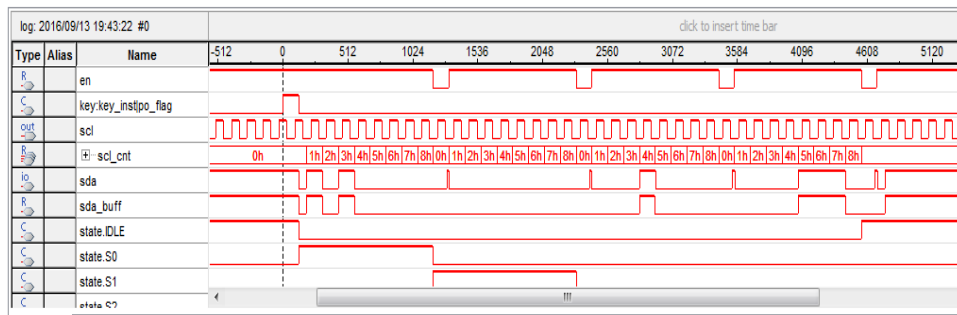 log: 2016/09/13 19:43:22 #0
click to insert time bar
Type Alias Name -512 0 512 1024 1536 2048 2560 3072 3584 4096 4608 5120
R en
C key:key_inst|po_flag
out scl
R scl_cnt 0h 1h 2h 3h 4h 5h 6h 7h 8h 0h 1h 2h 3h 4h 5h 6h 7h 8h 0h 1h 2h 3h 4h 5h 6h 7h 8h 0h 1h 2h 3h 4h 5h 6h 7h 8h
io sda
R sda_buff
C state.IDLE
C state.S0
C state.S1
C state.S2